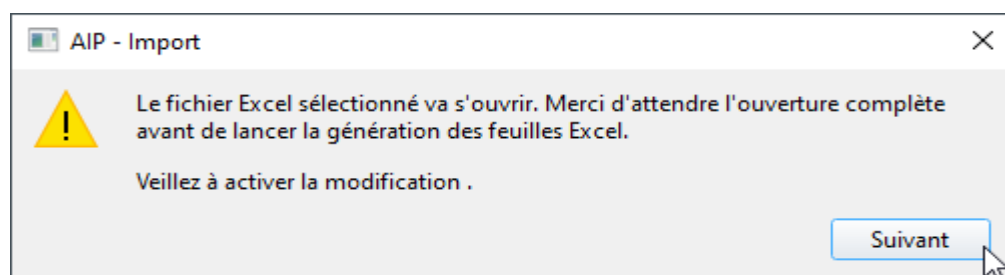 AIP - Import
Le fichier Excel sélectionné va s'ouvrir. Merci d'attendre l'ouverture complète
avant de lancer la génération des feuilles Excel.
Veillez à activer la modification .
Suivant